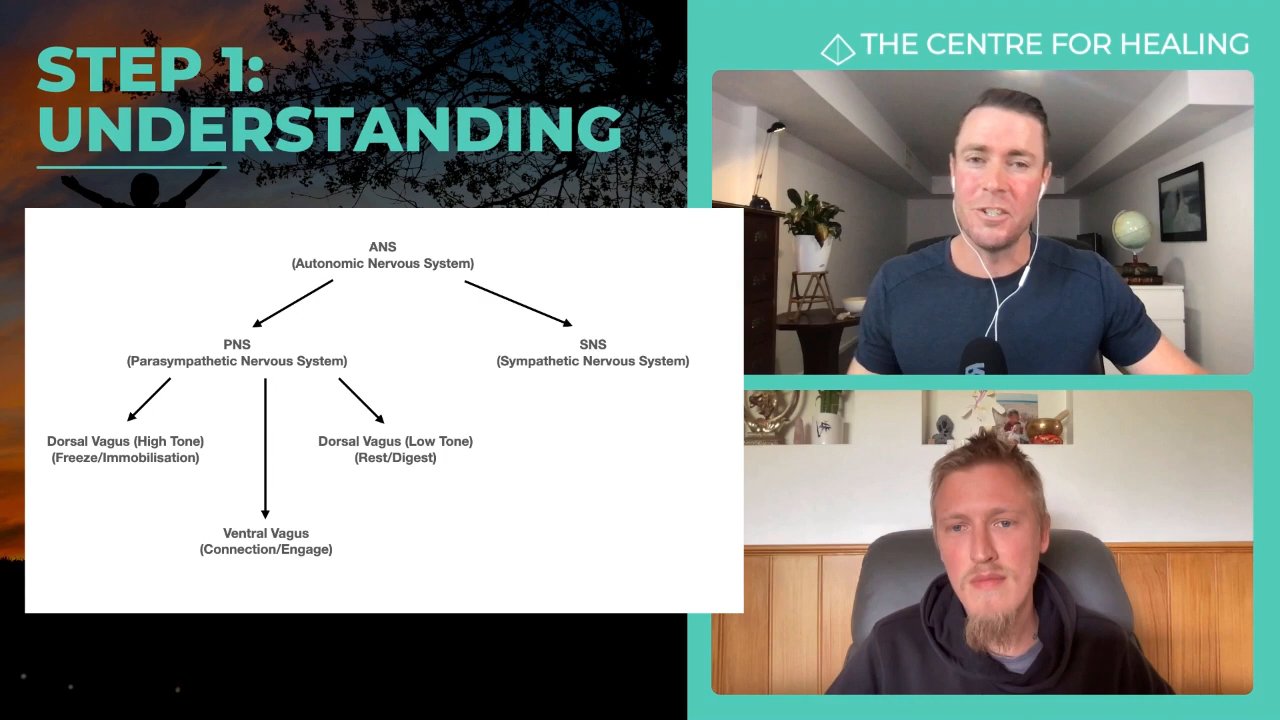 STEP 1:
UNDERSTANDING
THE CENTRE FOR HEALING
ANS
(Autonomic Nervous System)
PNS
(Parasympathetic Nervous System)
SNS
(Sympathetic Nervous System)
Dorsal Vagus (High Tone)
(Freeze/Immobilisation)
Dorsal Vagus (Low Tone)
(Rest/Digest)
Ventral Vagus
(Connection/Engage)